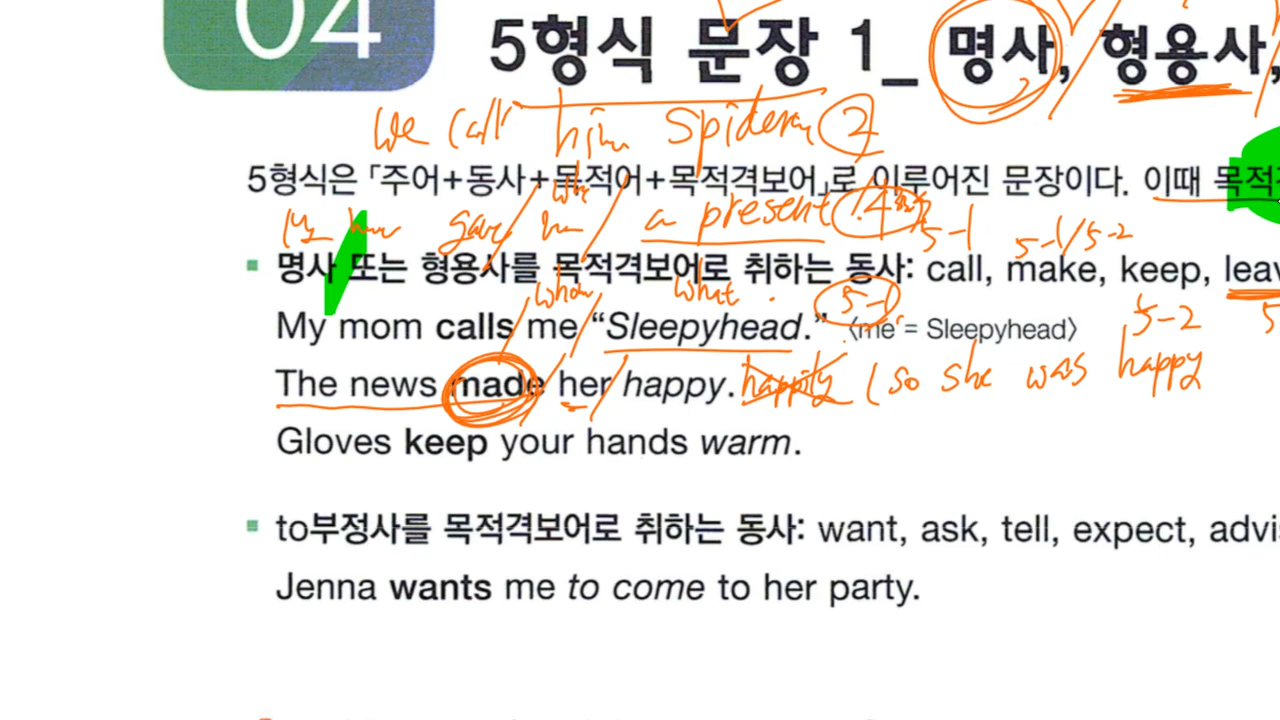 04
5형식 문장 1_ 명사, 형용사,
We call him Spiderman 2
5형식은 「주어+동사+목적어+목적격보어」로 이루어진 문장이다. 이때 목적
gave a present 4
5-1 5-1/5-2
명사 또는 형용사를 목적격보어로 취하는 동사: call, make, keep, leav
whom what 5-1 5-2 5
My mom calls me “Sleepyhead.” 〈me = Sleepyhead〉
The news made her happy. happily (so she was happy
Gloves keep your hands warm.
to부정사를 목적격보어로 취하는 동사: want, ask, tell, expect, advis
Jenna wants me to come to her party.